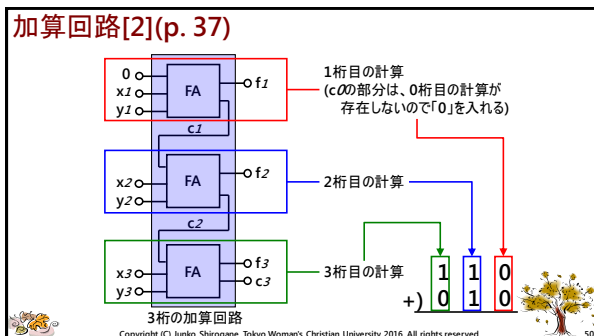 加算回路[2](p. 37)
0
x1
y1
FA
f1
c1
1桁目の計算
(c0の部分は、0桁目の計算が
存在しないので「0」を入れる)
x2
y2
FA
f2
c2
2桁目の計算
x3
y3
FA
f3
c3
3桁目の計算
3桁の加算回路
1 1 0
+) 0 1 0
Copyright (C) Junko Shirogane, Tokyo Woman's Christian University 2016, All rights reserved.
50